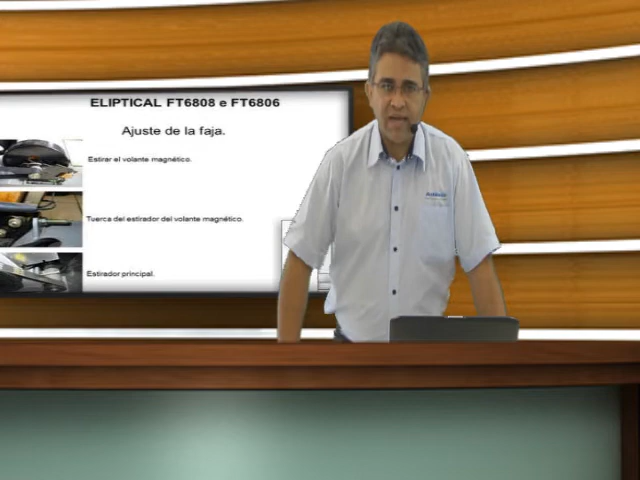 ELIPTICAL FT6808 e FT6806
Ajuste de la faja.
Estirar el volante magnético.
Tuerca del estirador del volante magnético.
Estirador principal.